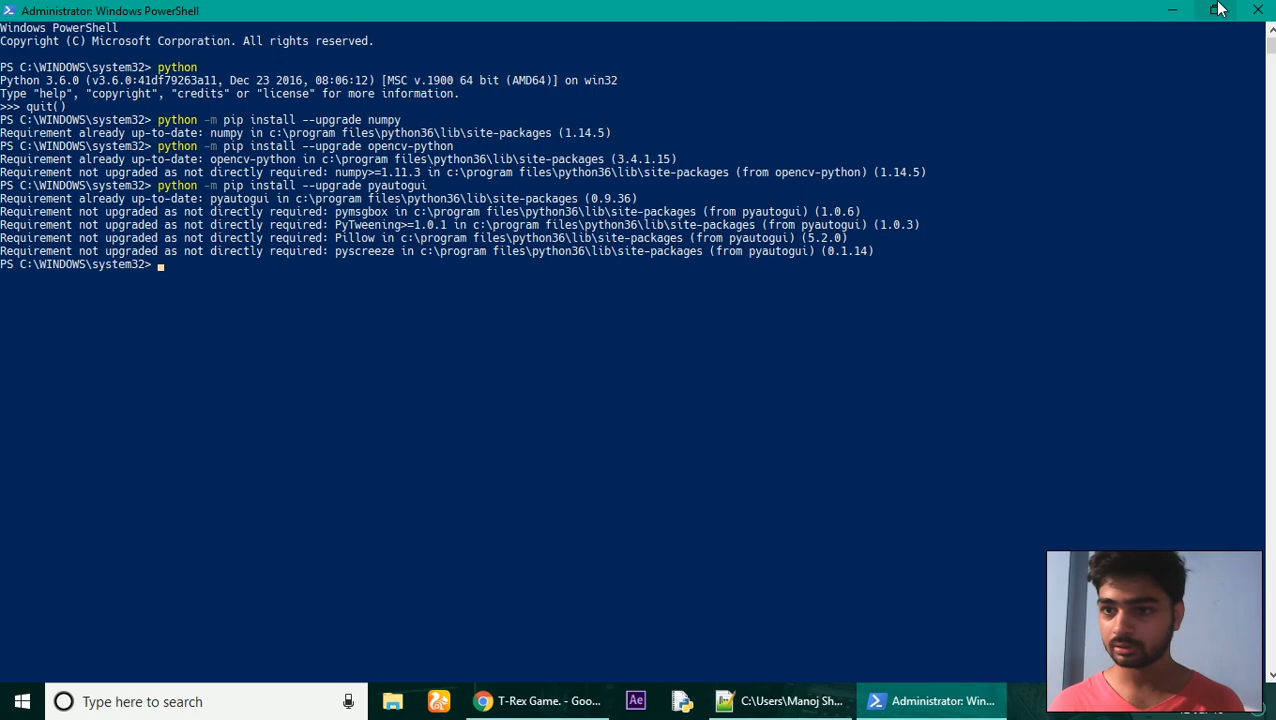 Administrator: Windows PowerShell
Windows PowerShell
Copyright (C) Microsoft Corporation. All rights reserved.
PS C:\WINDOWS\system32> python
Python 3.6.0 (v3.6.0:41df79263a11, Dec 23 2016, 08:06:12) [MSC v.1900 64 bit (AMD64)] on win32
Type "help", "copyright", "credits" or "license" for more information.
>>> quit()
PS C:\WINDOWS\system32> python -m pip install --upgrade numpy
Requirement already up-to-date: numpy in c:\program files\python36\lib\site-packages (1.14.5)
PS C:\WINDOWS\system32> python -m pip install --upgrade opencv-python
Requirement already up-to-date: opencv-python in c:\program files\python36\lib\site-packages (3.4.1.15)
Requirement not upgraded as not directly required: numpy>=1.11.3 in c:\program files\python36\lib\site-packages (from opencv-python) (1.14.5)
PS C:\WINDOWS\system32> python -m pip install --upgrade pyautogui
Requirement already up-to-date: pyautogui in c:\program files\python36\lib\site-packages (0.9.36)
Requirement not upgraded as not directly required: pymsgbox in c:\program files\python36\lib\site-packages (from pyautogui) (1.0.6)
Requirement not upgraded as not directly required: PyTweening>=1.0.1 in c:\program files\python36\lib\site-packages (from pyautogui) (1.0.3)
Requirement not upgraded as not directly required: Pillow in c:\program files\python36\lib\site-packages (from pyautogui) (5.2.0)
Requirement not upgraded as not directly required: pyscreeze in c:\program files\python36\lib\site-packages (from pyautogui) (0.1.14)
PS C:\WINDOWS\system32>
Type here to search
T-Rex Game. - Goo...
Ae
C:\Users\Manoj Sh...
Administrator: Win...